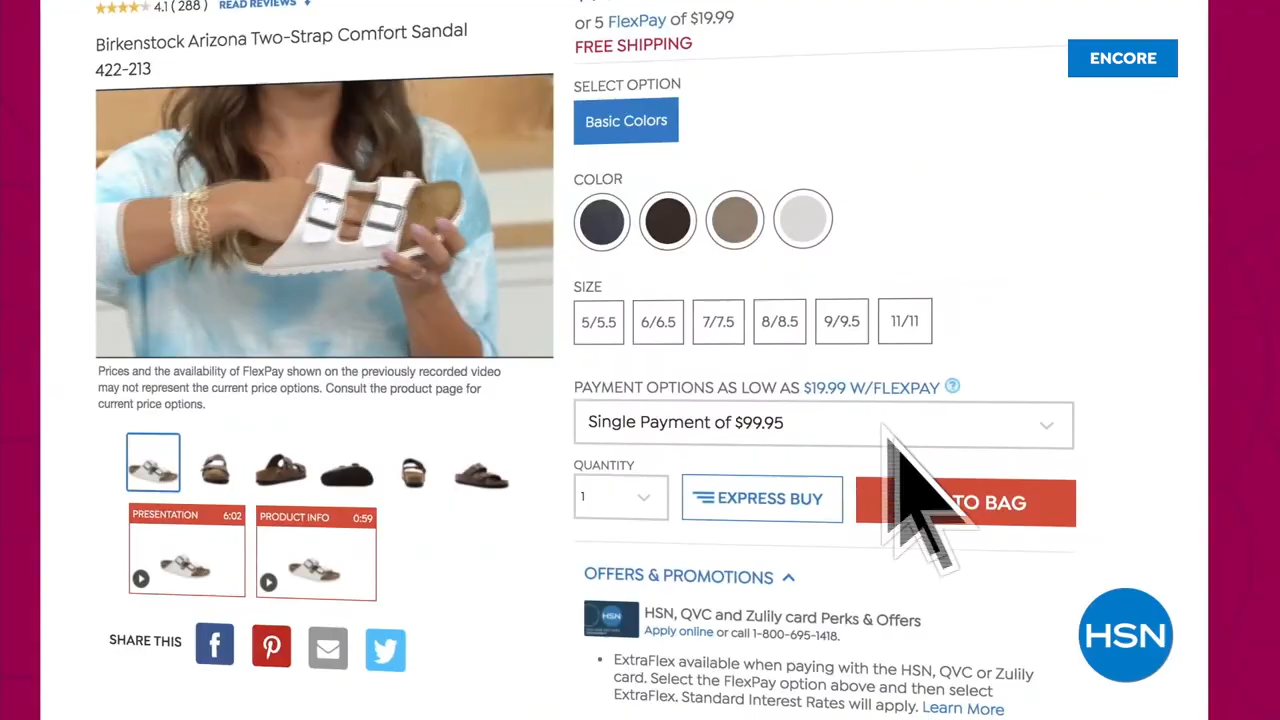 4.1 ( 288 ) READ REVIEWS
Birkenstock Arizona Two-Strap Comfort Sandal
422-213
Prices and the availability of FlexPay shown on the previously recorded video
may not represent the current price options. Consult the product page for
current price options.
PRESENTATION 6:02
PRODUCT INFO 0:59
SHARE THIS
or 5 FlexPay of $19.99
FREE SHIPPING
SELECT OPTION
Basic Colors
COLOR
SIZE
5/5.5 6/6.5 7/7.5 8/8.5 9/9.5 11/11
PAYMENT OPTIONS AS LOW AS $19.99 W/FLEXPAY ?
Single Payment of $99.95
QUANTITY
1
EXPRESS BUY
TO BAG
OFFERS & PROMOTIONS
HSN
HSN, QVC and Zulily card Perks & Offers
Apply online or call 1-800-695-1418.
• ExtraFlex available when paying with the HSN, QVC or Zulily
card. Select the FlexPay option above and then select
ExtraFlex. Standard Interest Rates will apply. Learn More
ENCORE
HSN